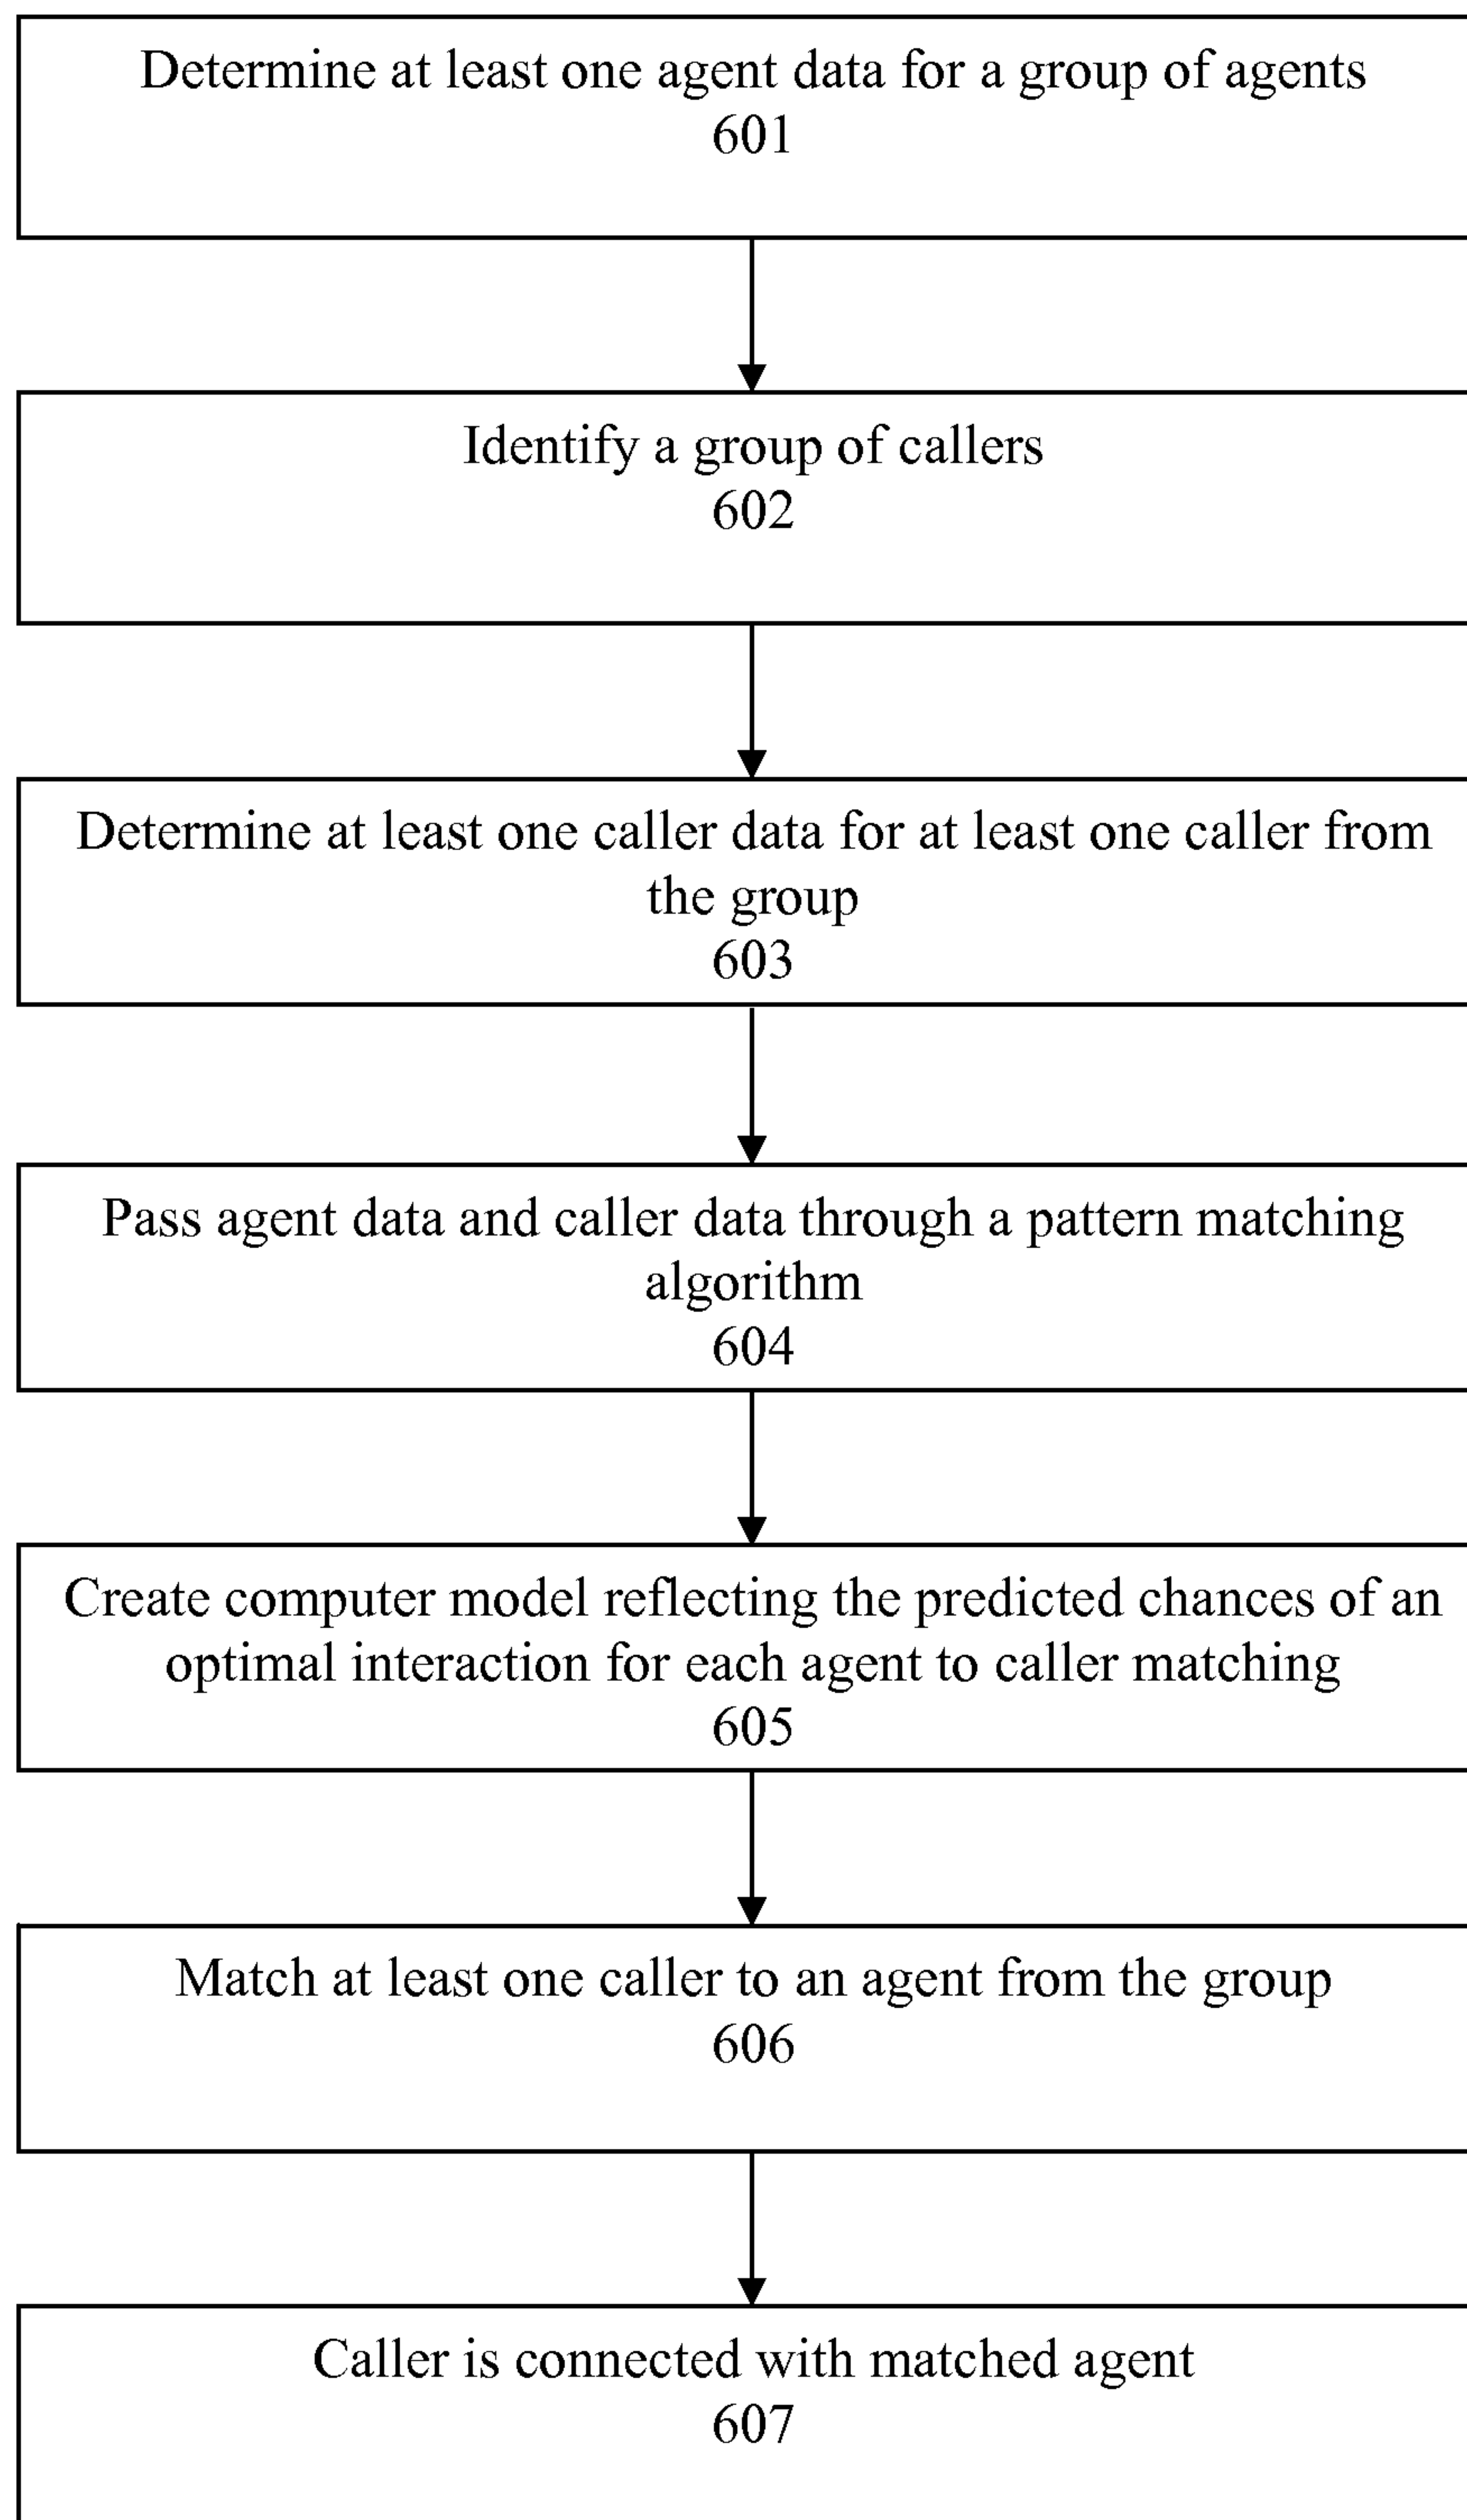 Determine at least one agent data for a group of agents
601
Identify a group of callers
602
Determine at least one caller data for at least one caller from
the group
603
Pass agent data and caller data through a pattern matching
algorithm
604
Create computer model reflecting the predicted chances of an
optimal interaction for each agent to caller matching
605
Match at least one caller to an agent from the group
606
Caller is connected with matched agent
607